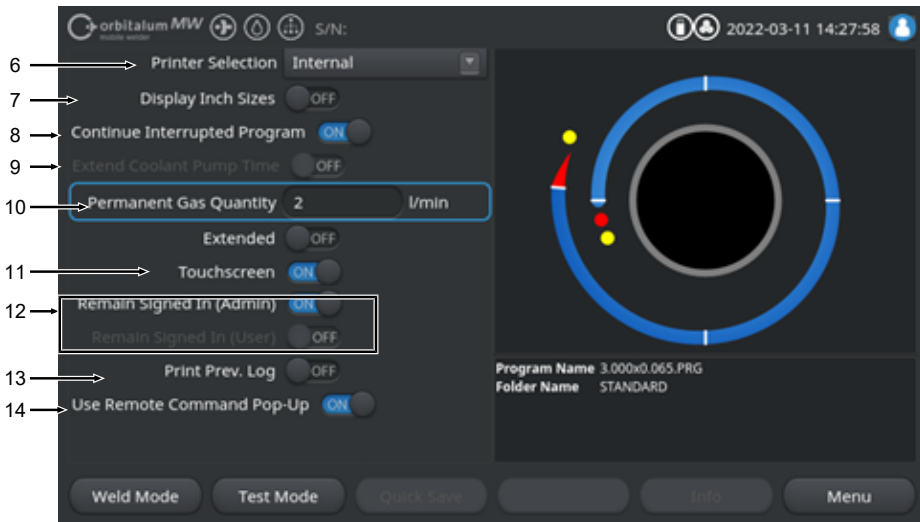 orbitalum MW S/N: 2022-03-11 14:27:58
mobile welder
6 Printer Selection Internal
7 Display Inch Sizes OFF
8 Continue Interrupted Program ON
9 Extend Coolant Pump Time OFF
10 Permanent Gas Quantity 2 l/min
Extended OFF
11 Touchscreen ON
12 Remain Signed In (Admin) ON
Remain Signed In (User) OFF
13 Print Prev. Log OFF
14 Use Remote Command Pop-Up ON
Program Name 3.000x0.065.PRG
Folder Name STANDARD
Weld Mode Test Mode Quick Save Info Menu